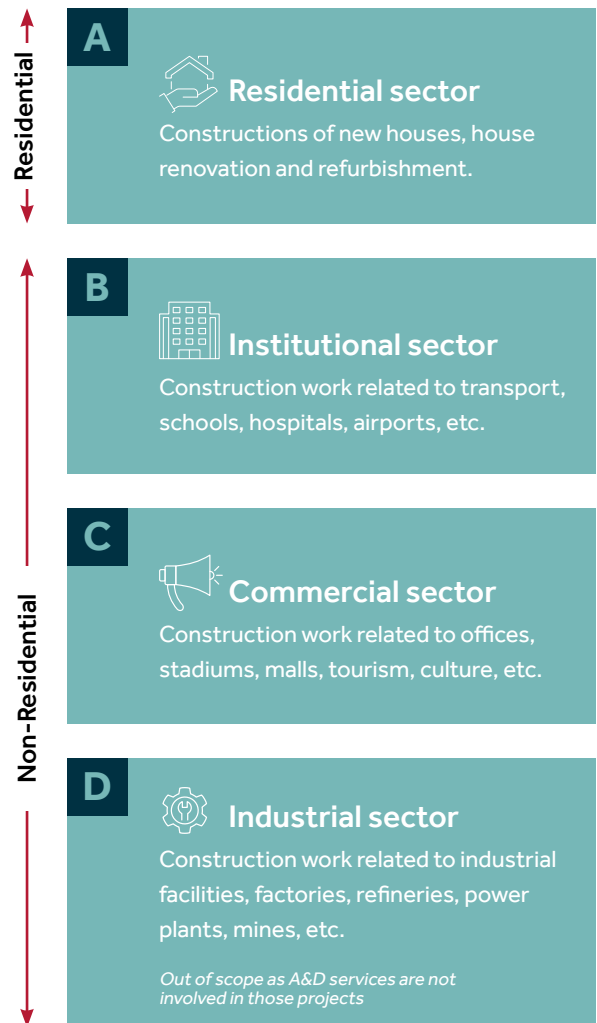 Residential
A
Residential sector
Constructions of new houses, house
renovation and refurbishment.
Non-Residential
B
Institutional sector
Construction work related to transport,
schools, hospitals, airports, etc.
C
Commercial sector
Construction work related to offices,
stadiums, malls, tourism, culture, etc.
D
Industrial sector
Construction work related to industrial
facilities, factories, refineries, power
plants, mines, etc.
Out of scope as A&D services are not
involved in those projects